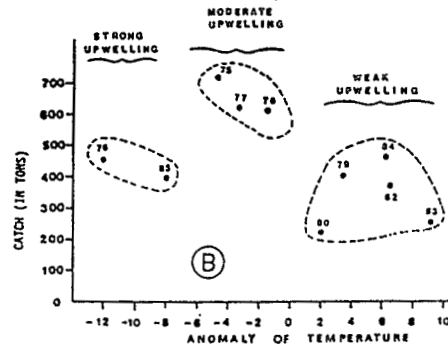 STRONG UPWELLING
MODERATE UPWELLING
WEAK UPWELLING
CATCH (IN TONS)
700
600
500
400
300
200
100
0
75
77
76
85
79
84
82
80
83
B
-12 -10 -8 -6 -4 -2 0 2 4 6 8 10
ANOMALY OF TEMPERATURE